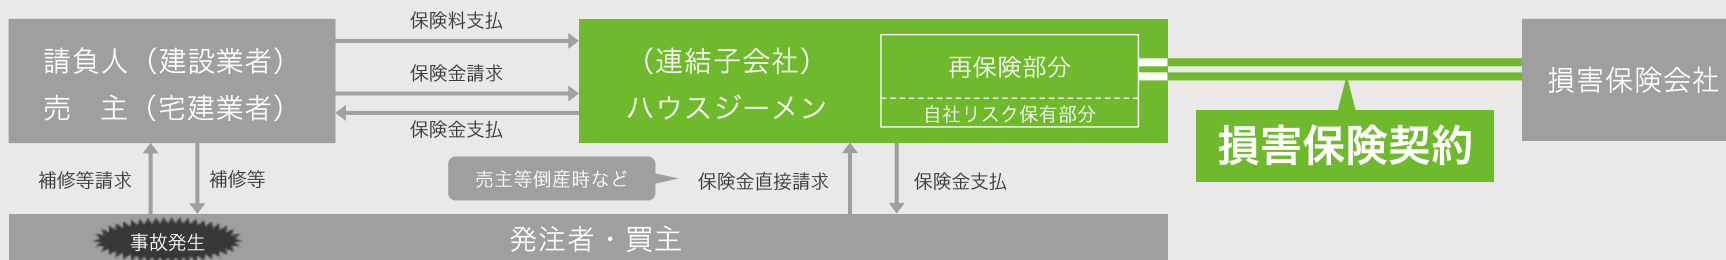 請負人（建設業者）
売　主（宅建業者）
保険料支払
保険金請求
保険金支払
（連結子会社）
ハウスジーメン
再保険部分
自社リスク保有部分
損害保険契約
損害保険会社
補修等請求
補修等
売主等倒産時など
保険金直接請求
保険金支払
事故発生
発注者・買主